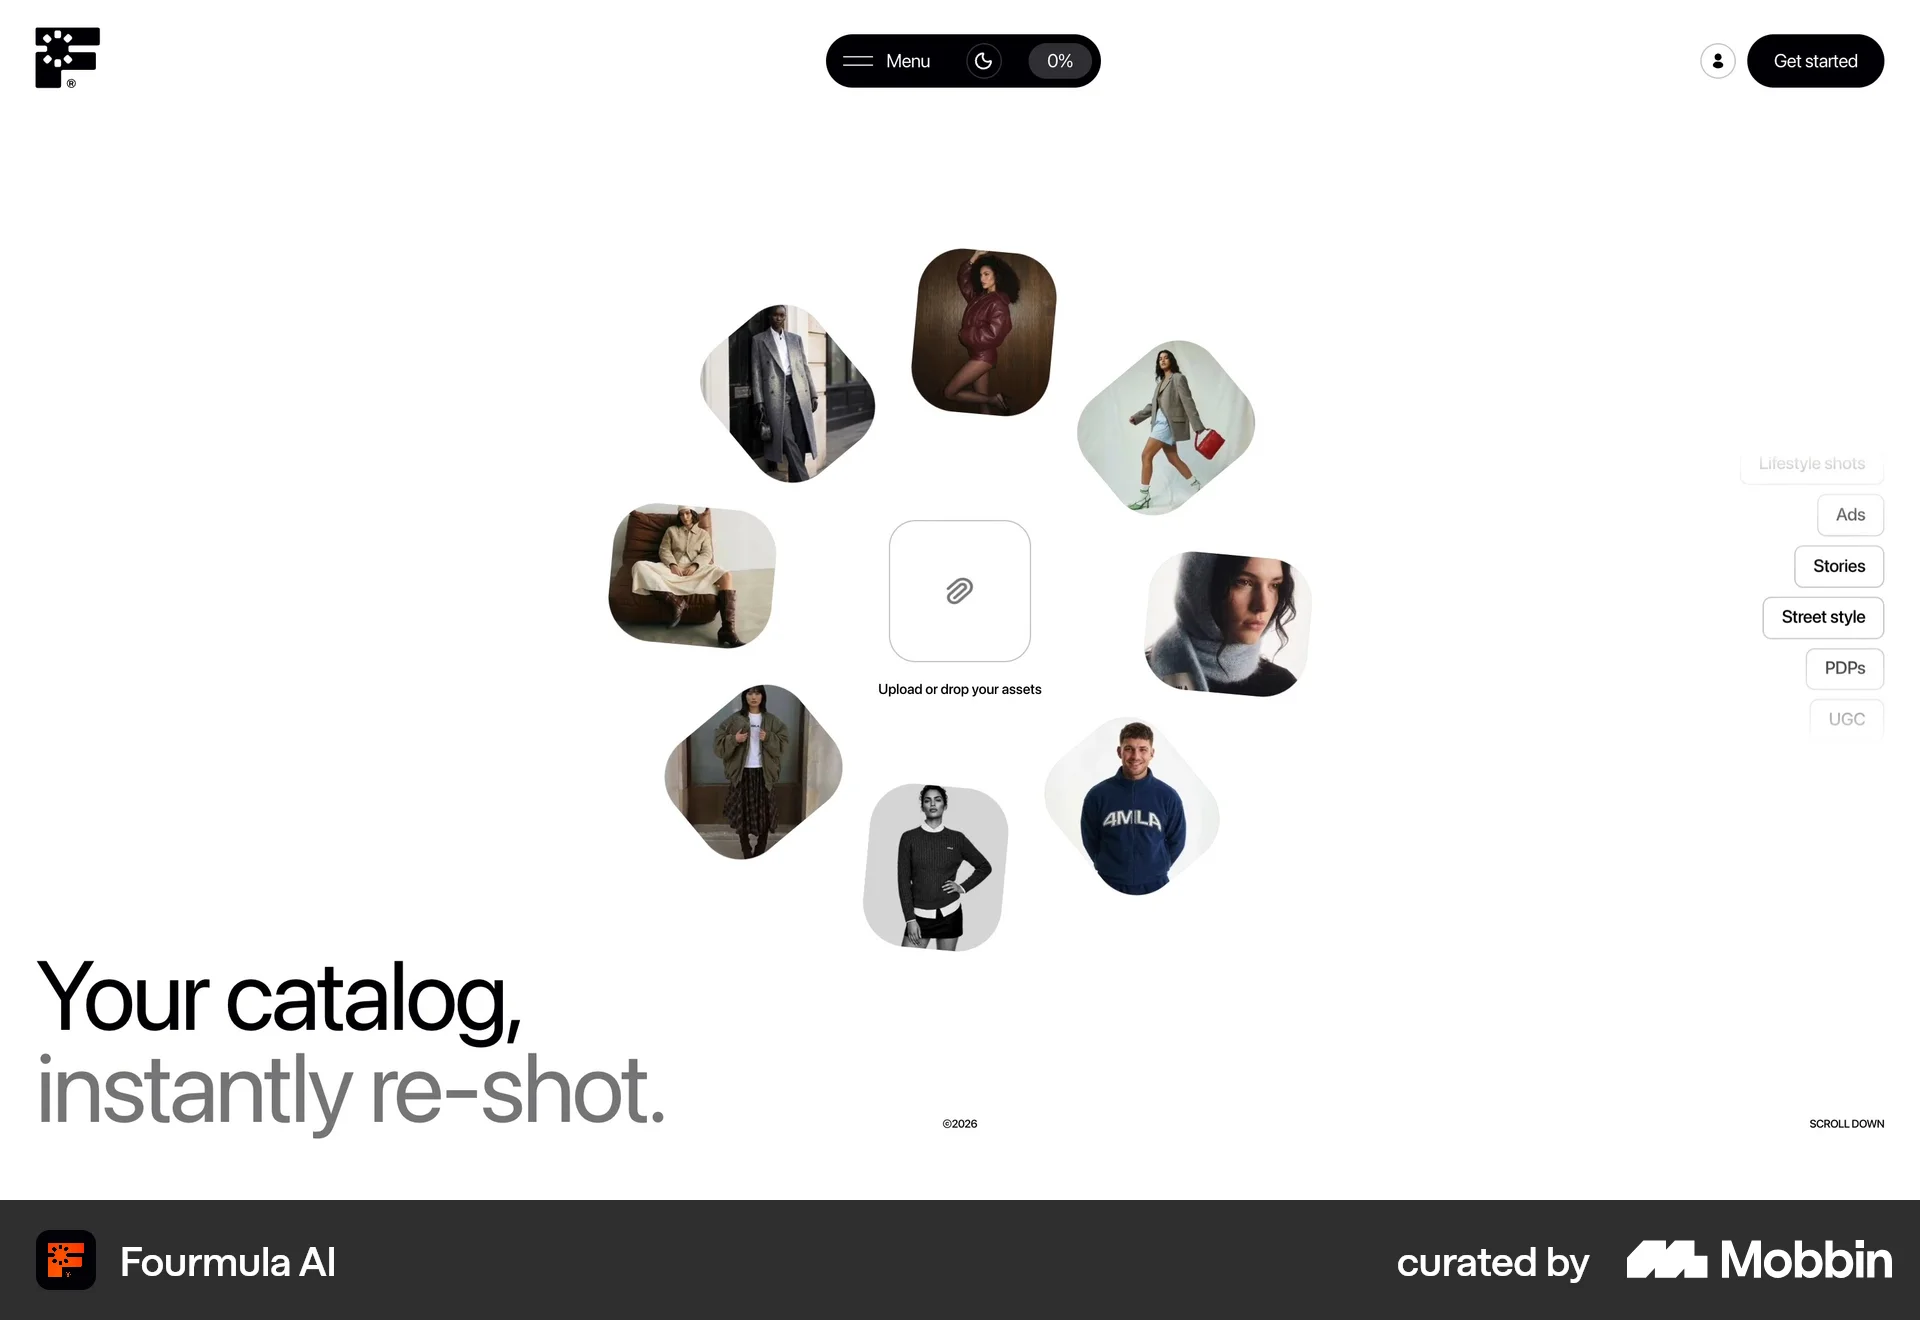 ®
Menu
0%
Get started
Lifestyle shots
Ads
Stories
Street style
PDPs
UGC
Upload or drop your assets
4MLA
Your catalog,
instantly re-shot.
©2026
SCROLL DOWN
Fourmula AI
curated by
Mobbin